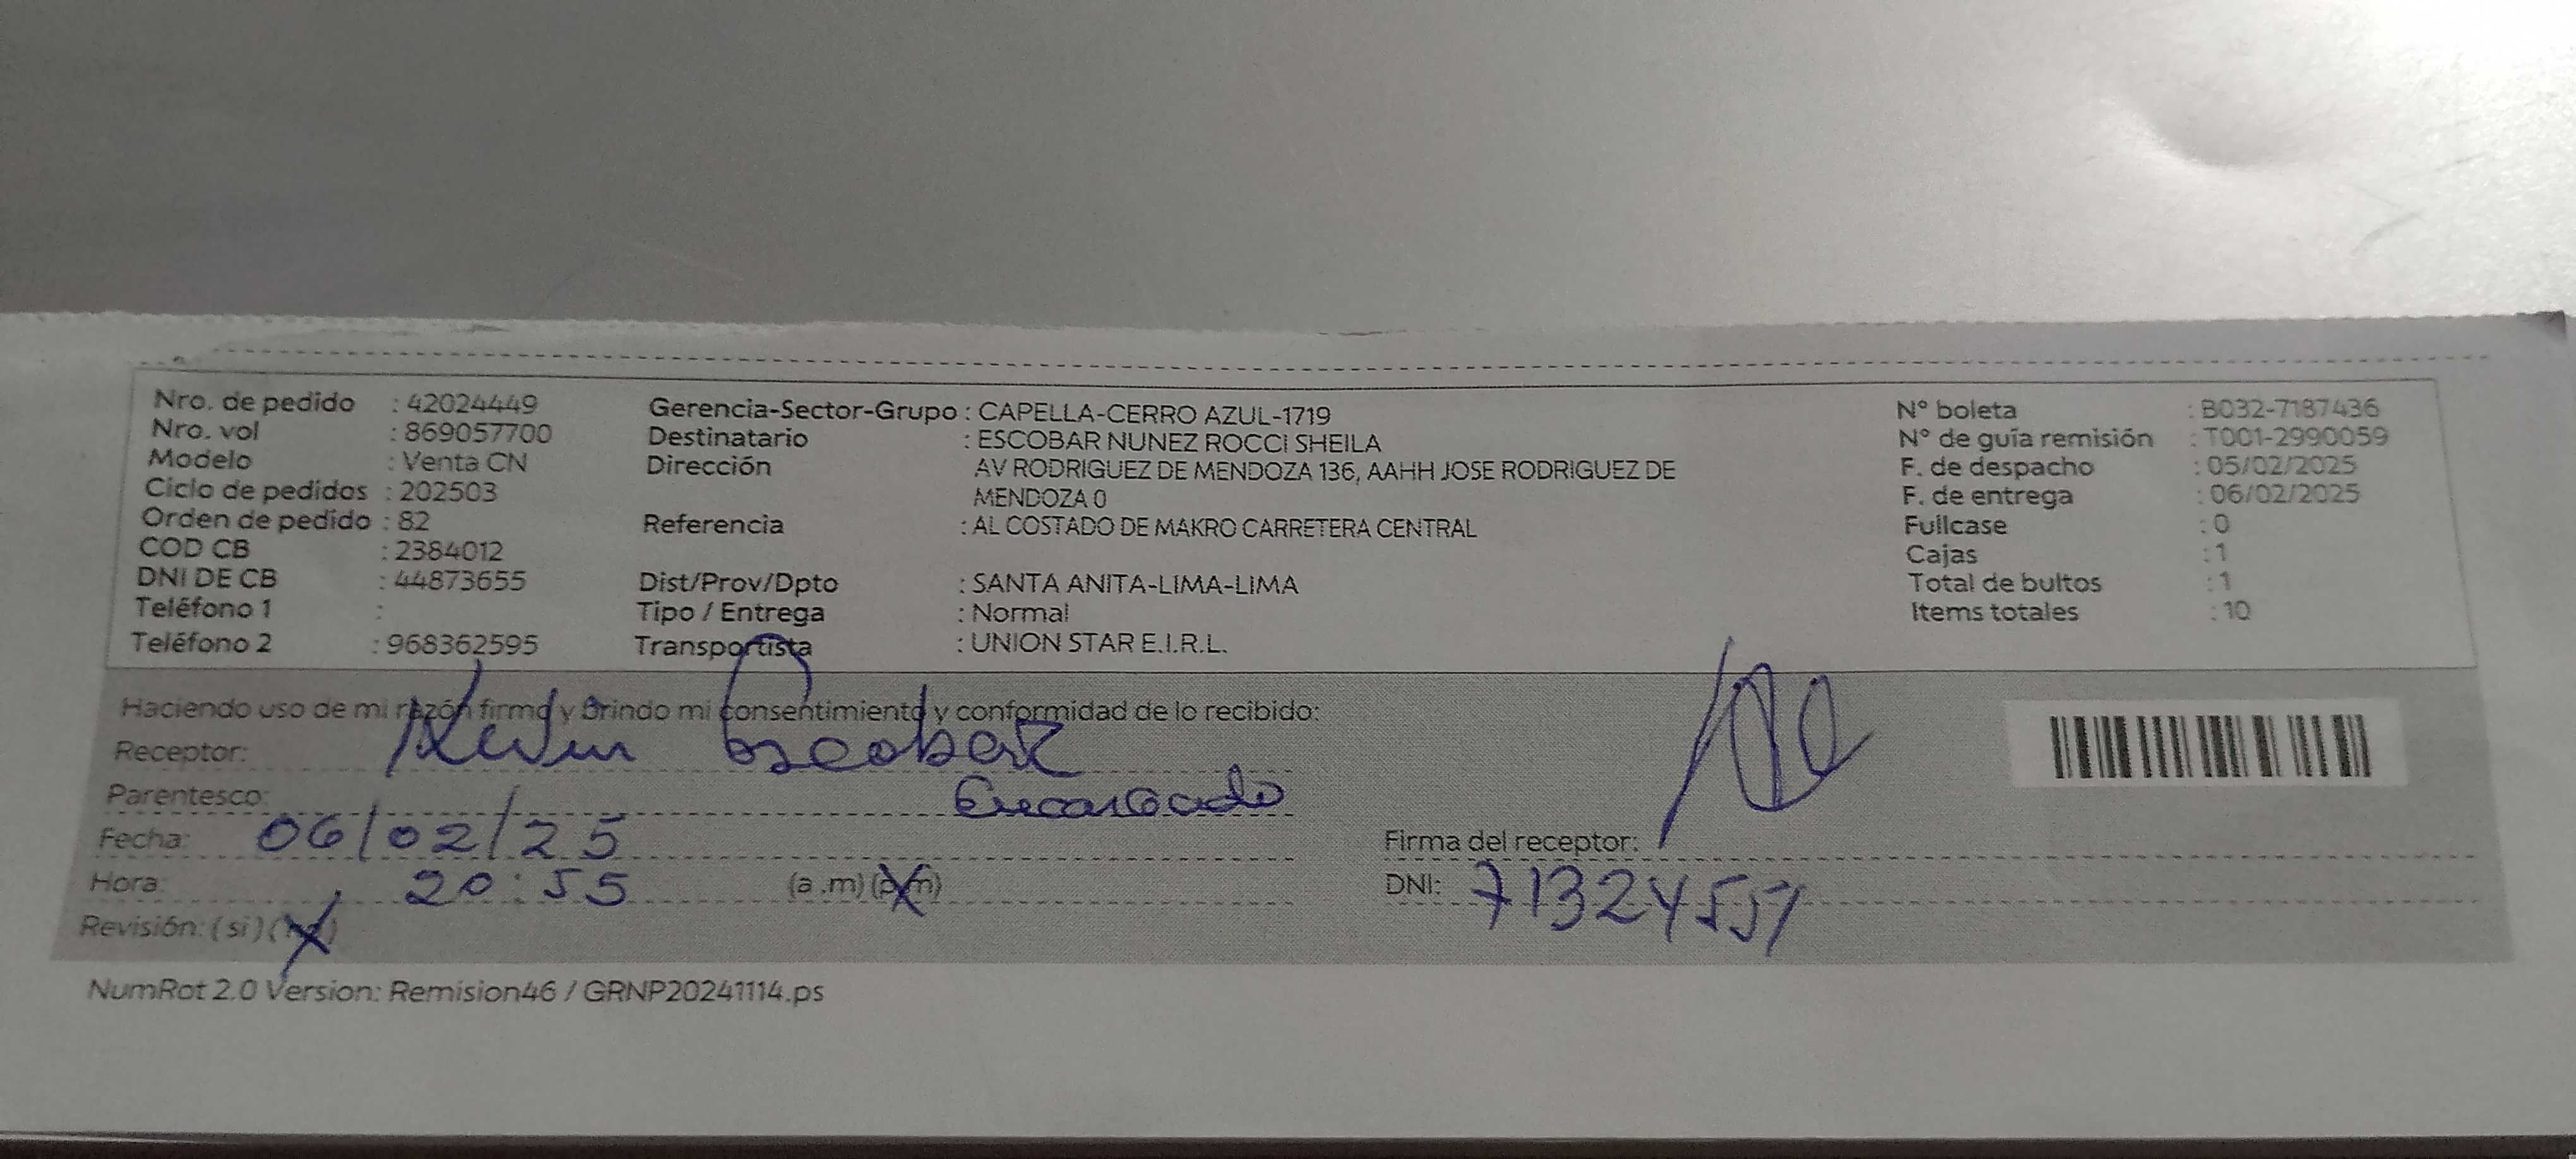 Nro. de pedido : 42024449
Nro. vol : 869057700
Modelo : Venta CN
Ciclo de pedidos : 202503
Orden de pedido : 82
COD CB : 2384012
DNI DE CB : 44873655
Teléfono 1 :
Teléfono 2 : 968362595
Gerencia-Sector-Grupo : CAPELLA-CERRO AZUL-1719
Destinatario : ESCOBAR NUNEZ ROCCI SHEILA
Dirección AV RODRIGUEZ DE MENDOZA 136, AAHH JOSE RODRIGUEZ DE
MENDOZA 0
Referencia : AL COSTADO DE MAKRO CARRETERA CENTRAL
Dist/Prov/Dpto : SANTA ANITA-LIMA-LIMA
Tipo / Entrega : Normal
Transportista : UNION STAR E.I.R.L.
N° boleta : B032-7187436
N° de guía remisión : T001-2990059
F. de despacho : 05/02/2025
F. de entrega : 06/02/2025
Fullcase : 0
Cajas : 1
Total de bultos : 1
Items totales : 10
Haciendo uso de mi razón firmo y brindo mi consentimiento y conformidad de lo recibido:
Receptor: Kevin Escobar
Parentesco: Encargado
Fecha: 06/02/25
Hora: 20:55 (a .m) (p.m)
Revisión: ( si ) (no)
Firma del receptor:
DNI: 71324551
NumRot 2.0 Version: Remision46 / GRNP20241114.ps